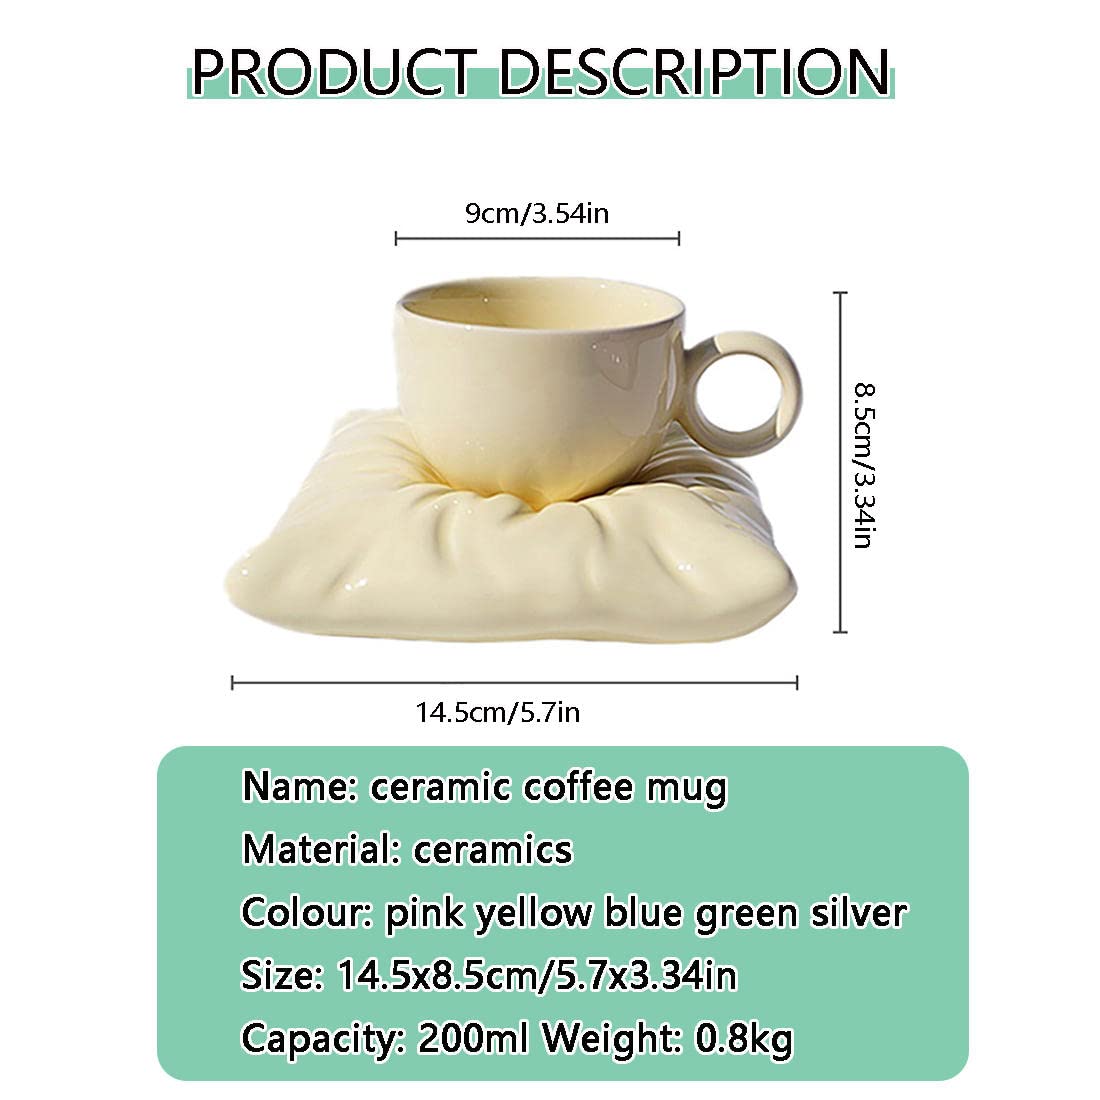 PRODUCT DESCRIPTION
9cm/3.54in
8.5cm/3.34in
14.5cm/5.7in
Name: ceramic coffee mug
Material: ceramics
Colour: pink yellow blue green silver
Size: 14.5x8.5cm/5.7x3.34in
Capacity: 200ml Weight: 0.8kg